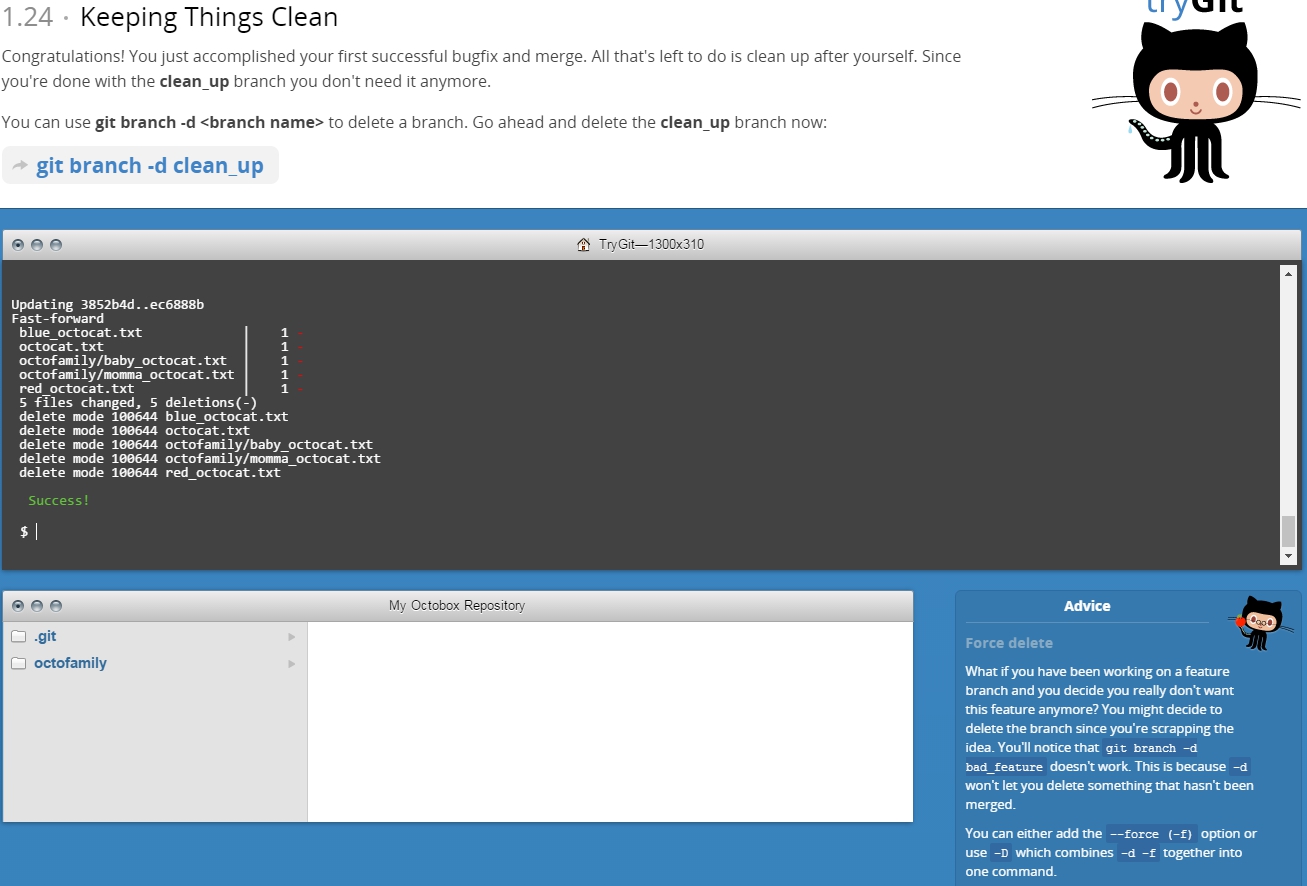 tryGit
1.24 · Keeping Things Clean
Congratulations! You just accomplished your first successful bugfix and merge. All that's left to do is clean up after yourself. Since
you're done with the clean_up branch you don't need it anymore.
You can use git branch -d <branch name> to delete a branch. Go ahead and delete the clean_up branch now:
git branch -d clean_up
TryGit—1300x310
Updating 3852b4d..ec6888b
Fast-forward
blue_octocat.txt | 1 -
octocat.txt | 1 -
octofamily/baby_octocat.txt | 1 -
octofamily/momma_octocat.txt | 1 -
red_octocat.txt | 1 -
5 files changed, 5 deletions(-)
delete mode 100644 blue_octocat.txt
delete mode 100644 octocat.txt
delete mode 100644 octofamily/baby_octocat.txt
delete mode 100644 octofamily/momma_octocat.txt
delete mode 100644 red_octocat.txt
Success!
$
My Octobox Repository
.git
octofamily
Advice
Force delete
What if you have been working on a feature
branch and you decide you really don't want
this feature anymore? You might decide to
delete the branch since you're scrapping the
idea. You'll notice that git branch -d
bad_feature doesn't work. This is because -d
won't let you delete something that hasn't been
merged.
You can either add the --force (-f) option or
use -D which combines -d -f together into
one command.